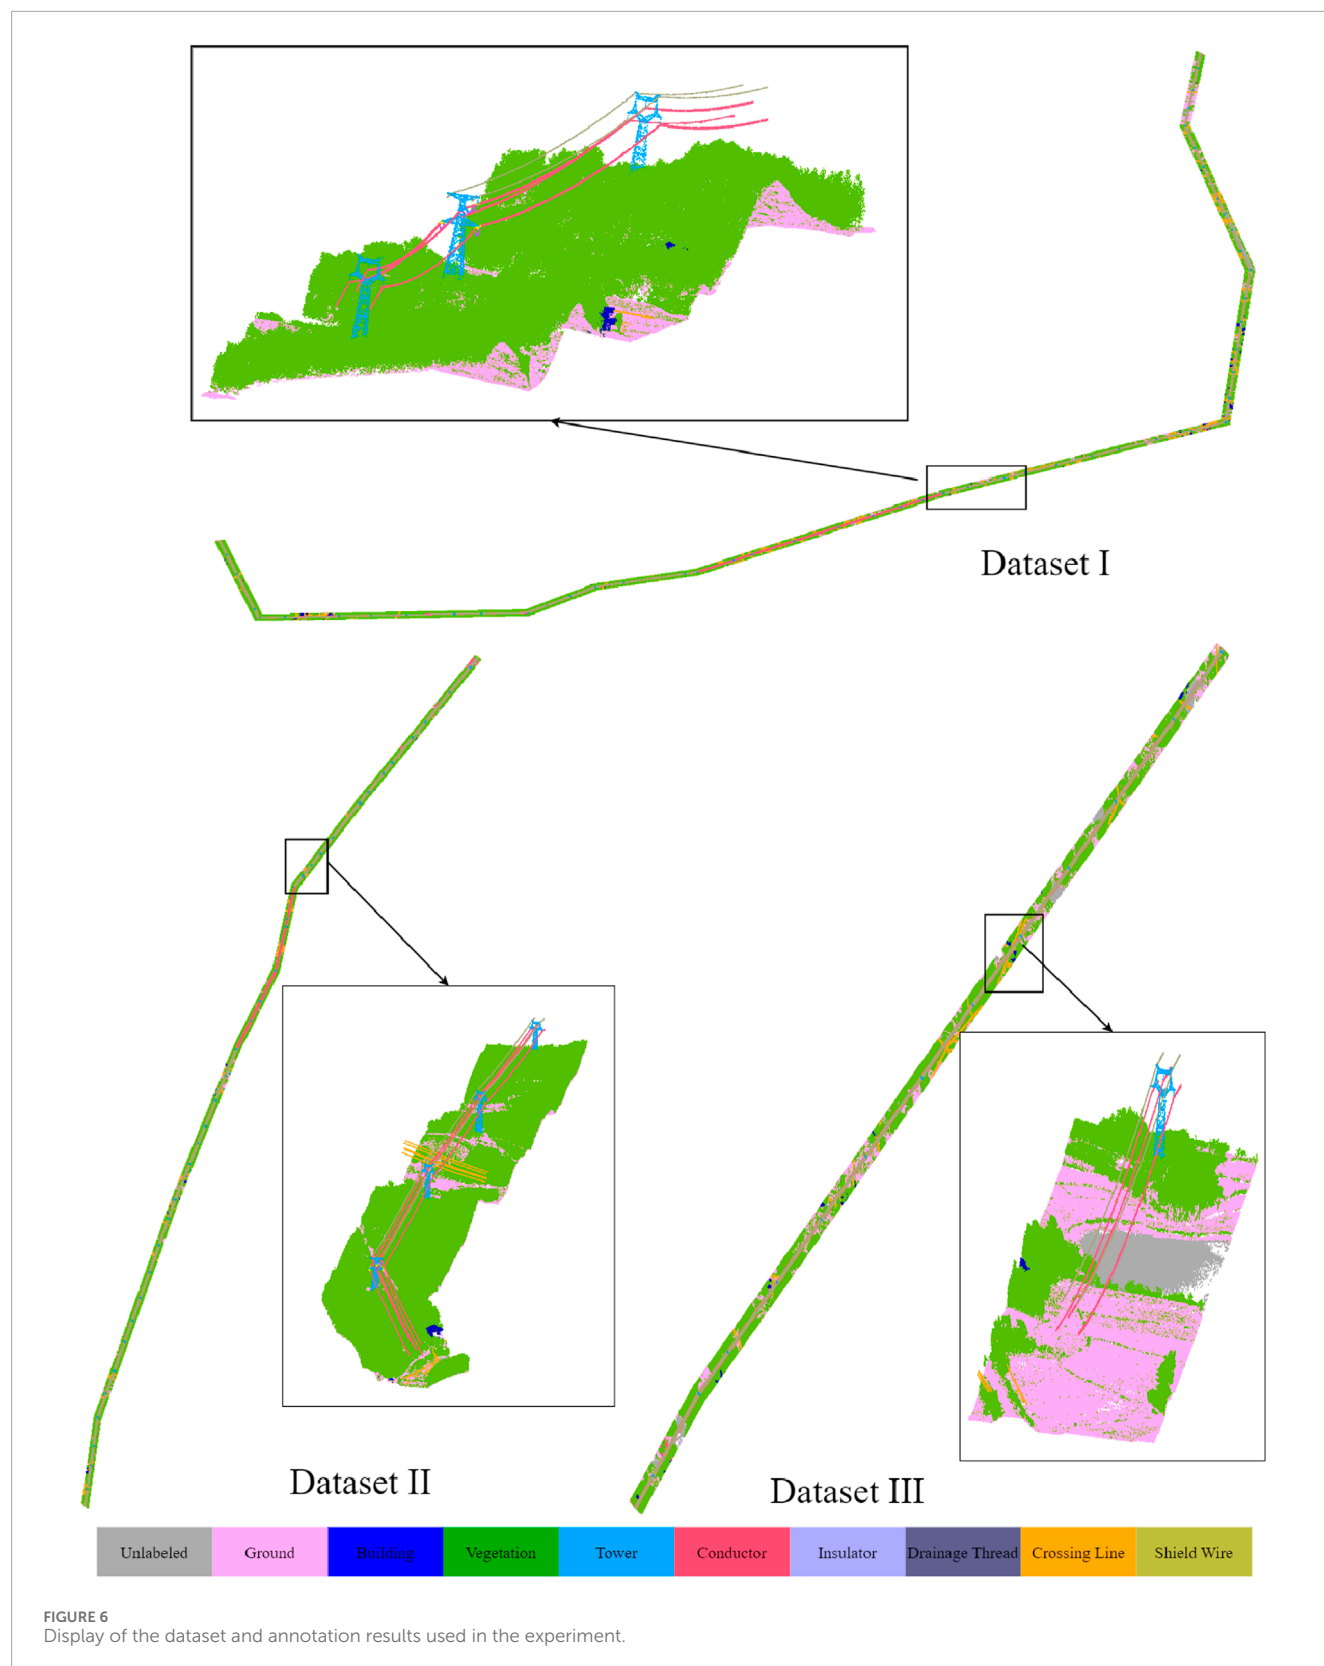 Dataset I
Dataset II
Dataset III
Unlabeled Ground Building Vegetation Tower Conductor Insulator Drainage Thread Crossing Line Shield Wire
FIGURE 6
Display of the dataset and annotation results used in the experiment.